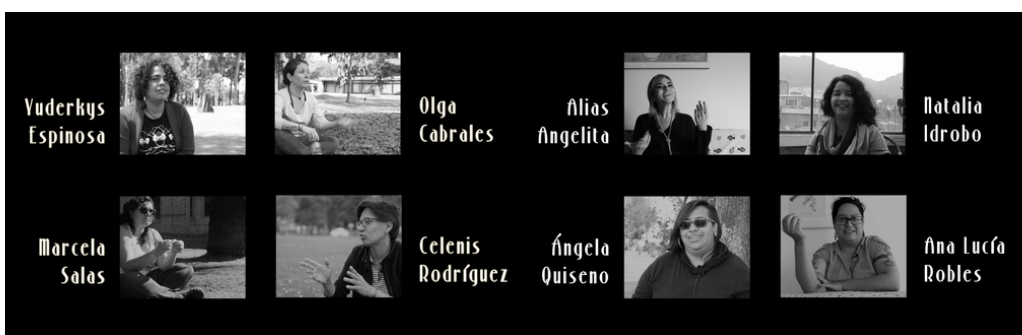 Yuderkys
Espinosa
Olga
Cabrales
Alias
Angelita
Natalia
Idrobo
Marcela
Salas
Celenis
Rodríguez
Ángela
Quiseno
Ana Lucía
Robles